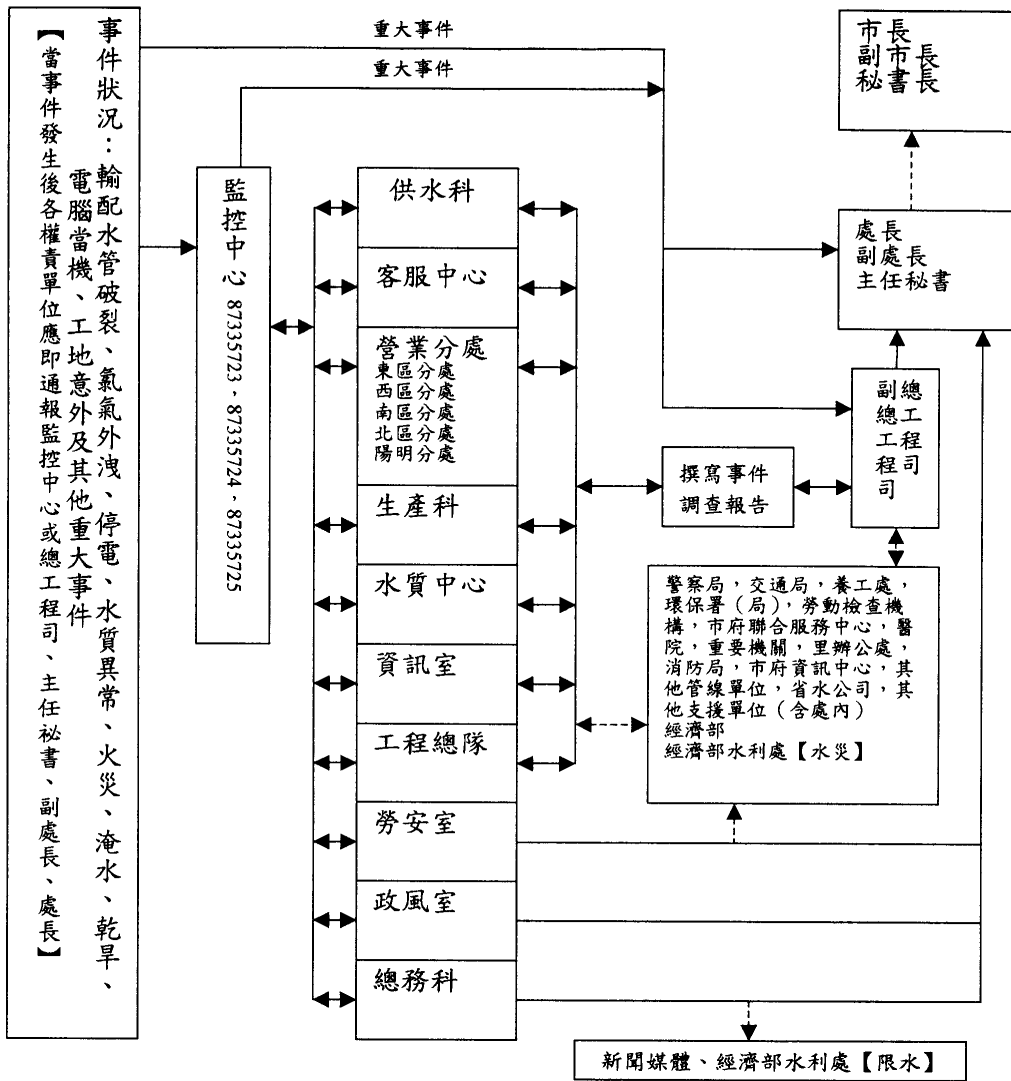 事件狀況：輸配水管破裂、氯氣外洩、停電、水質異常、火災、淹水、乾旱、
電腦當機、工地意外及其他重大事件
【當事件發生後各權責單位應即通報監控中心或總工程司、主任祕書、副處長、處長】
重大事件
重大事件
監控中心 87335723，87335724，87335725
供水科
客服中心
營業分處
東區分處
西區分處
南區分處
北區分處
陽明分處
生產科
水質中心
資訊室
工程總隊
勞安室
政風室
總務科
市長
副市長
秘書長
處長
副處長
主任秘書
總工程司
副總工程司
撰寫事件
調查報告
警察局，交通局，養工處，
環保署（局），勞動檢查機
構，市府聯合服務中心，醫
院，重要機關，里辦公處，
消防局，市府資訊中心，其
他管線單位，省水公司，其
他支援單位（含處內）
經濟部
經濟部水利處【水災】
新聞媒體、經濟部水利處【限水】